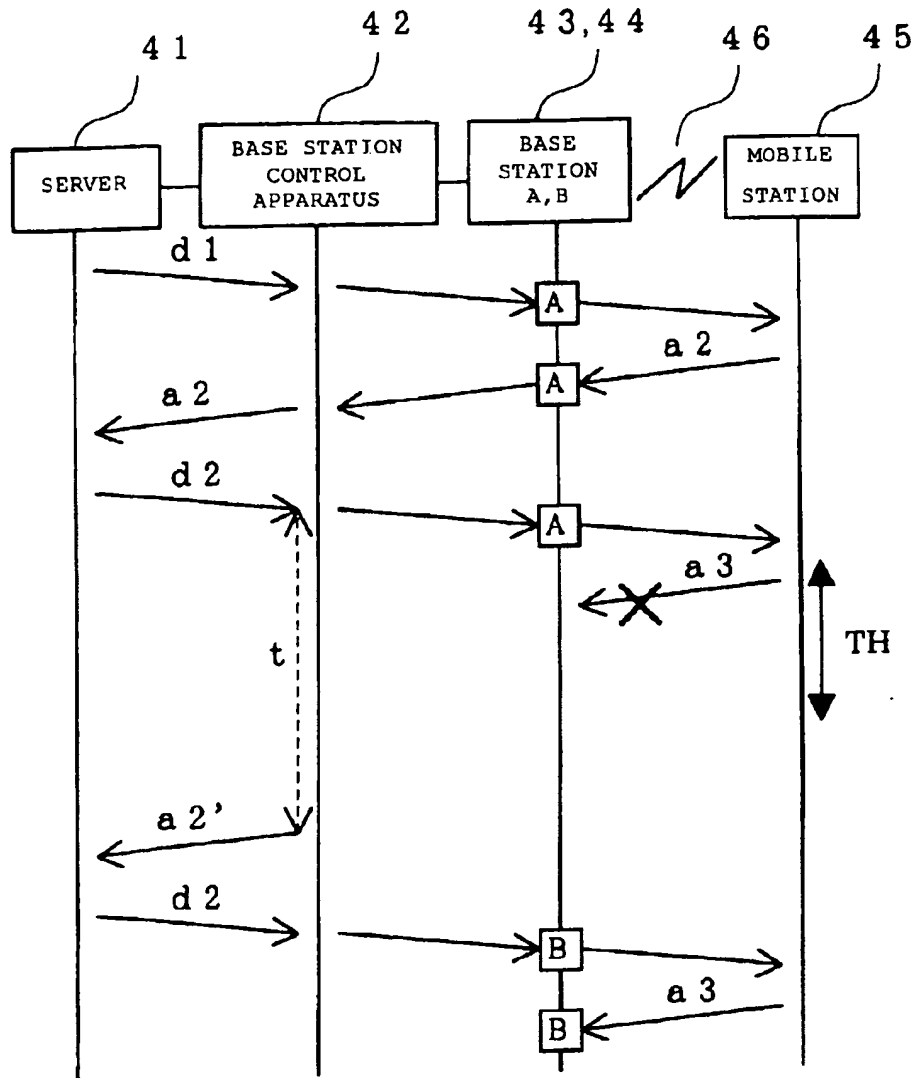 41
42
43,44
46
45
SERVER
BASE STATION
CONTROL
APPARATUS
BASE
STATION
A,B
MOBILE
STATION
d1
A
a2
A
a2
d2
A
a3
TH
t
a2'
d2
B
a3
B